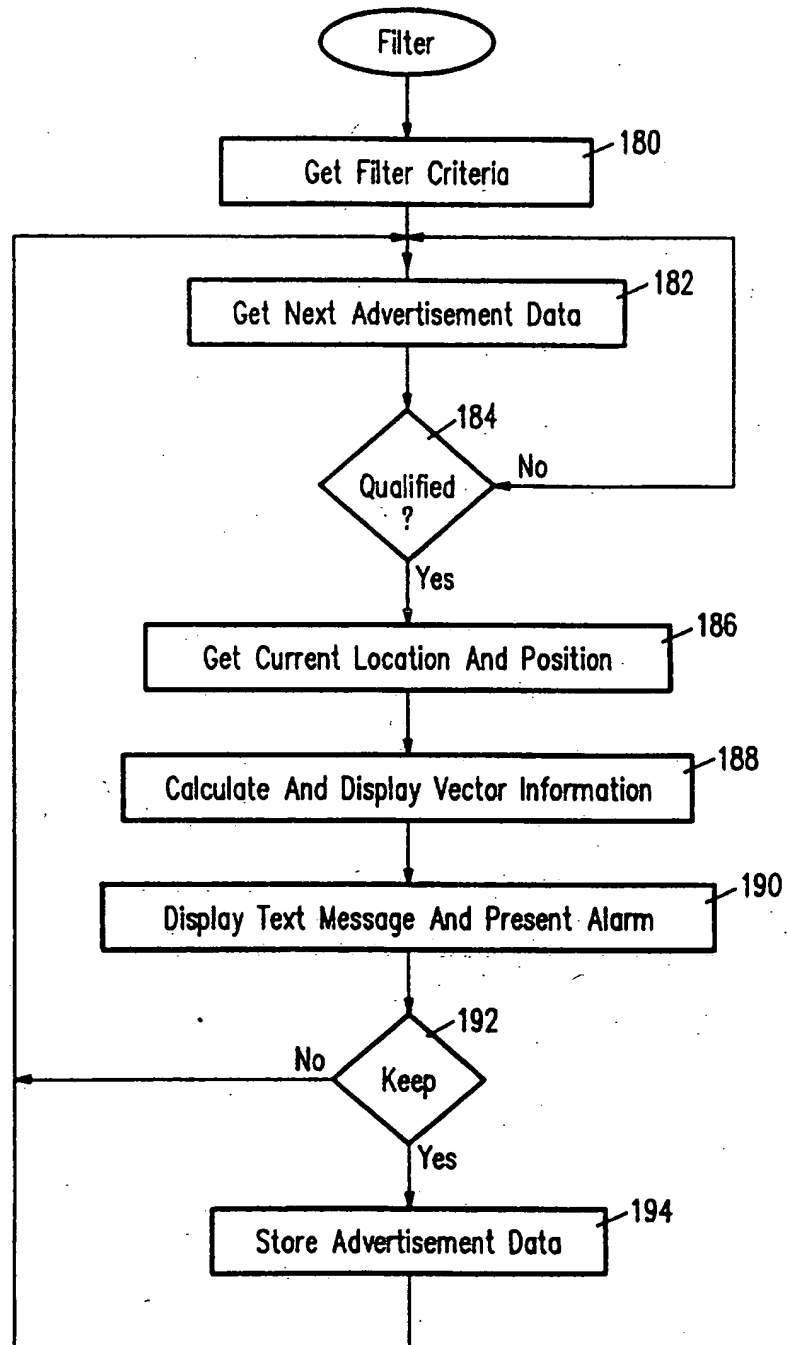 Filter
180
Get Filter Criteria
182
Get Next Advertisement Data
184
Qualified
?
No
Yes
186
Get Current Location And Position
188
Calculate And Display Vector Information
190
Display Text Message And Present Alarm
192
No
Keep
Yes
194
Store Advertisement Data